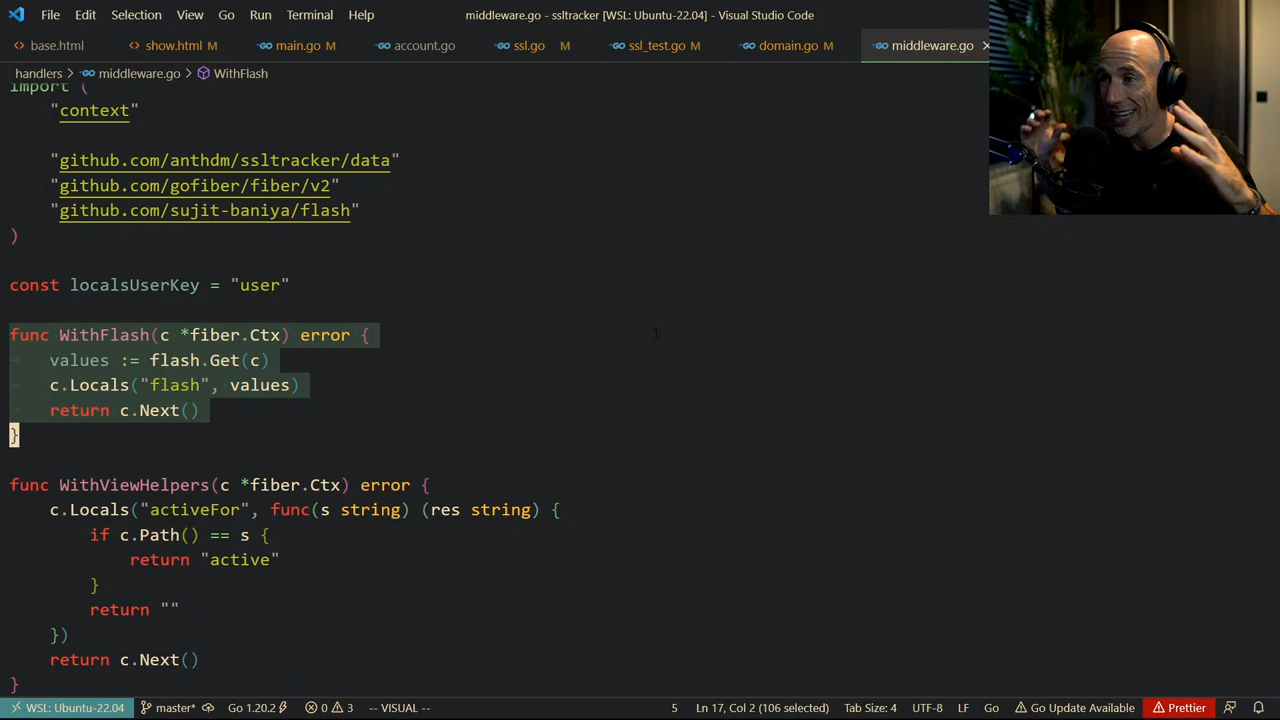 File Edit Selection View Go Run Terminal Help middleware.go - ssltracker [WSL: Ubuntu-22.04] - Visual Studio Code
base.html show.html M main.go M account.go ssl.go M ssl_test.go M domain.go M middleware.go
handlers > middleware.go > WithFlash
import (
"context"
"github.com/anthdm/ssltracker/data"
"github.com/gofiber/fiber/v2"
"github.com/sujit-baniya/flash"
)
const localsUserKey = "user"
func WithFlash(c *fiber.Ctx) error {
values := flash.Get(c)
c.Locals("flash", values)
return c.Next()
}
func WithViewHelpers(c *fiber.Ctx) error {
c.Locals("activeFor", func(s string) (res string) {
if c.Path() == s {
return "active"
}
return ""
})
return c.Next()
}
WSL: Ubuntu-22.04 master* Go 1.20.2 0 3 -- VISUAL -- 5 Ln 17, Col 2 (106 selected) Tab Size: 4 UTF-8 LF Go Go Update Available Prettier